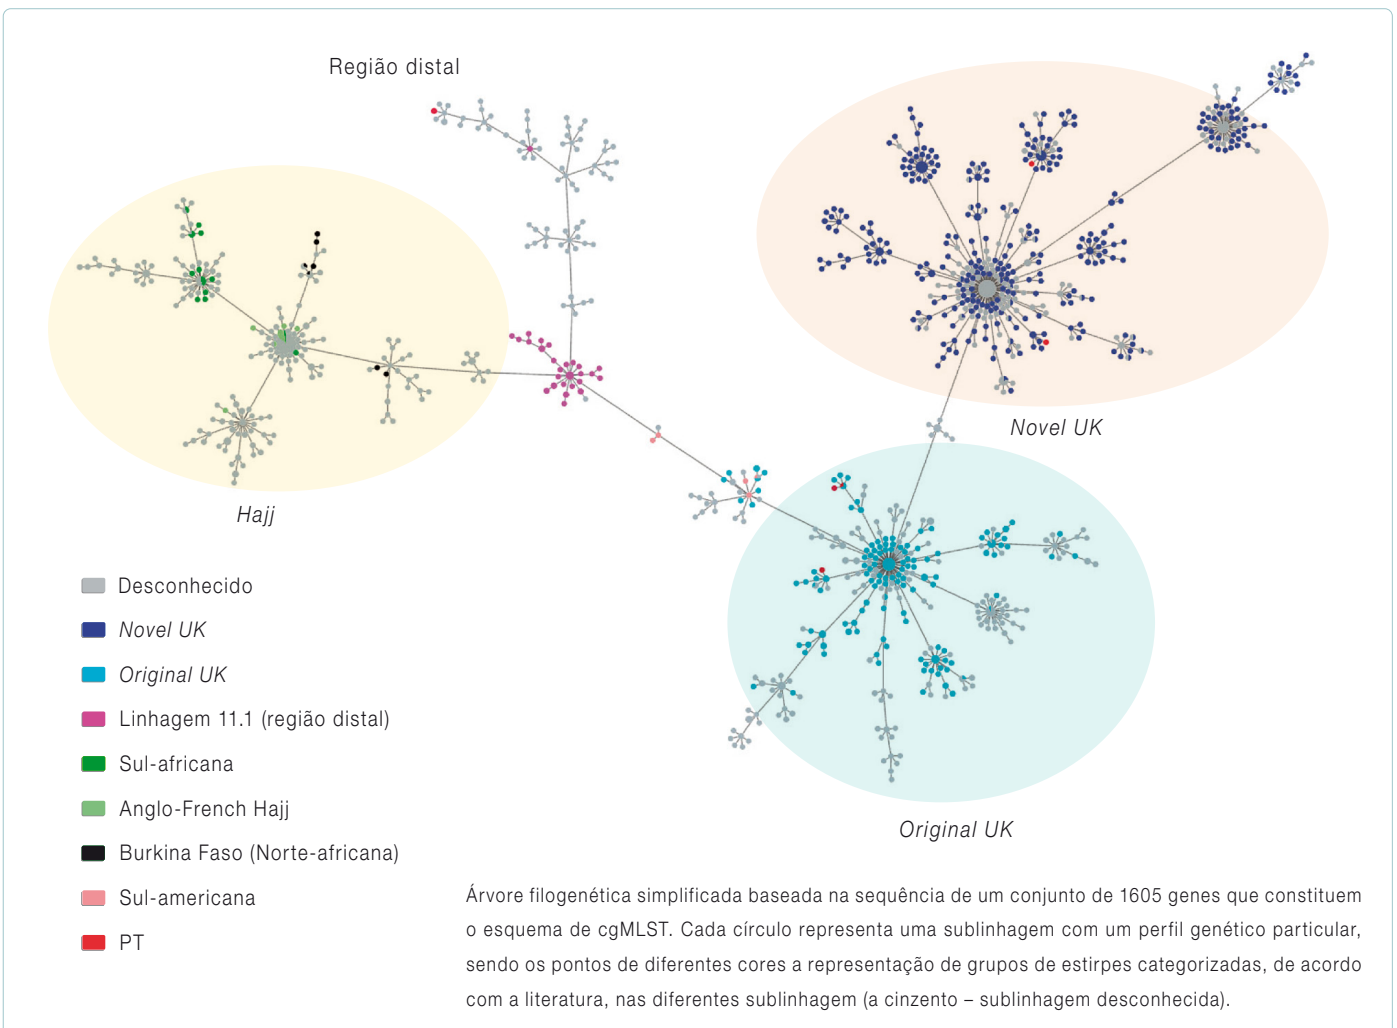 Região distal
Novel UK
Hajj
Desconhecido
Novel UK
Original UK
Linhagem 11.1 (região distal)
Sul-africana
Anglo-French Hajj
Burkina Faso (Norte-africana)
Sul-americana
PT
Original UK
Árvore filogenética simplificada baseada na sequência de um conjunto de 1605 genes que constituem
o esquema de cgMLST. Cada círculo representa uma sublinhagem com um perfil genético particular,
sendo os pontos de diferentes cores a representação de grupos de estirpes categorizadas, de acordo
com a literatura, nas diferentes sublinhagem (a cinzento – sublinhagem desconhecida).